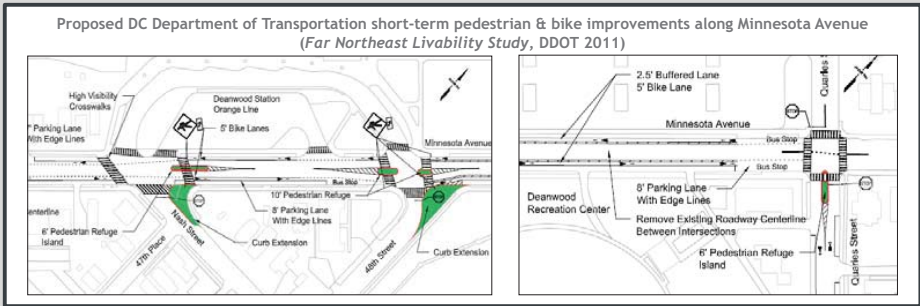 Proposed DC Department of Transportation short-term pedestrian & bike improvements along Minnesota Avenue
(Far Northeast Livability Study, DDOT 2011)
High Visibility
Crosswalks
Deanwood Station
Orange Line
5' Bike Lanes
Minnesota Avenue
7' Parking Lane
With Edge Lines
Bus Stop
10' Pedestrian Refuge
8' Parking Lane
With Edge Lines
Centerline
6' Pedestrian Refuge
Island
Nash Street
47th Place
Curb Extension
48th Street
Curb Extension
2.5' Buffered Lane
5' Bike Lane
Quarles
STOP
Minnesota Avenue
Bus Stop
Bus Stop
STOP
8' Parking Lane
With Edge Lines
Deanwood
Recreation Center
Remove Existing Roadway Centerline
Between Intersections
6' Pedestrian Refuge
Island
Quarles Street